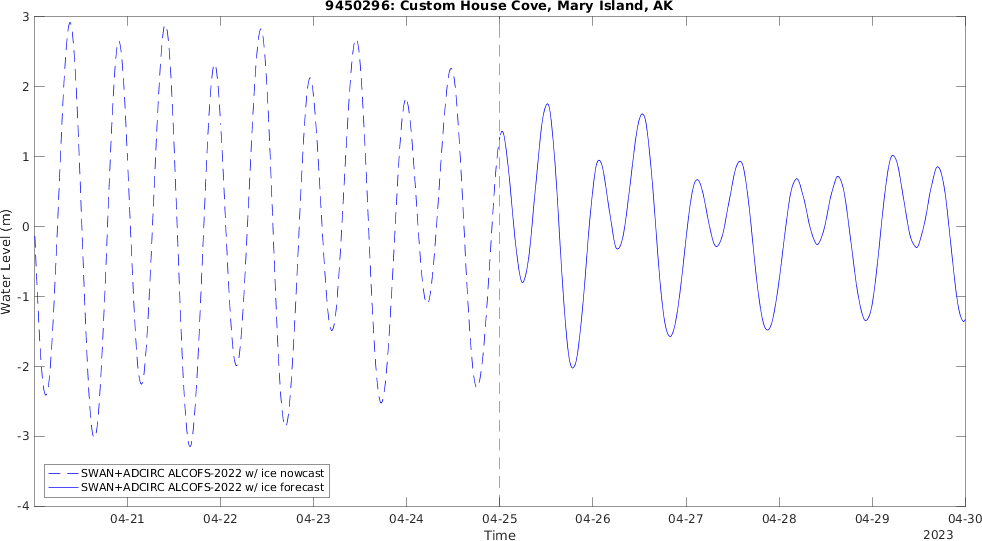 9450296: Custom House Cove, Mary Island, AK
3
2
1
0
-1
-2
-3
-4
Water Level (m)
SWAN+ADCIRC ALCOFS-2022 w/ ice nowcast
SWAN+ADCIRC ALCOFS-2022 w/ ice forecast
04-21 04-22 04-23 04-24 04-25 04-26 04-27 04-28 04-29 04-30
Time
2023